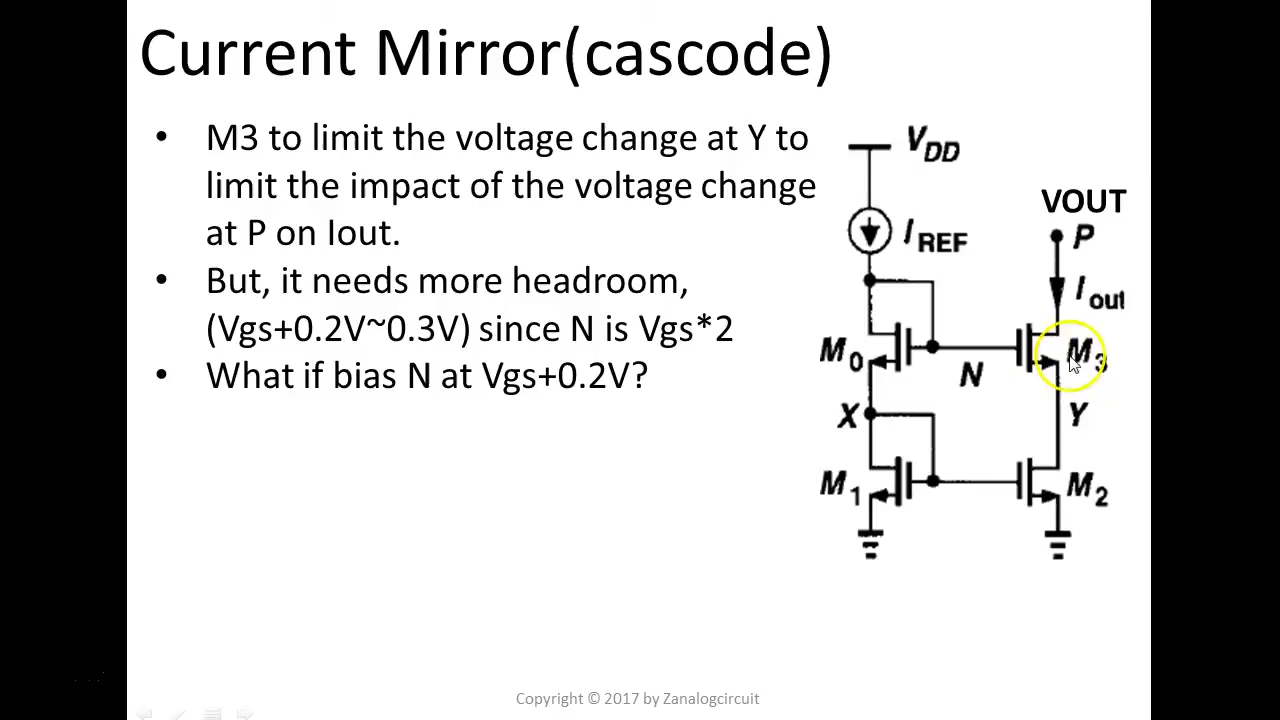 Current Mirror(cascode)
• M3 to limit the voltage change at Y to
limit the impact of the voltage change
at P on Iout.
• But, it needs more headroom,
(Vgs+0.2V~0.3V) since N is Vgs*2
• What if bias N at Vgs+0.2V?
VDD
VOUT
P
IREF
Iout
M0
N
M3
X
Y
M1
M2
Copyright © 2017 by Zanalogcircuit